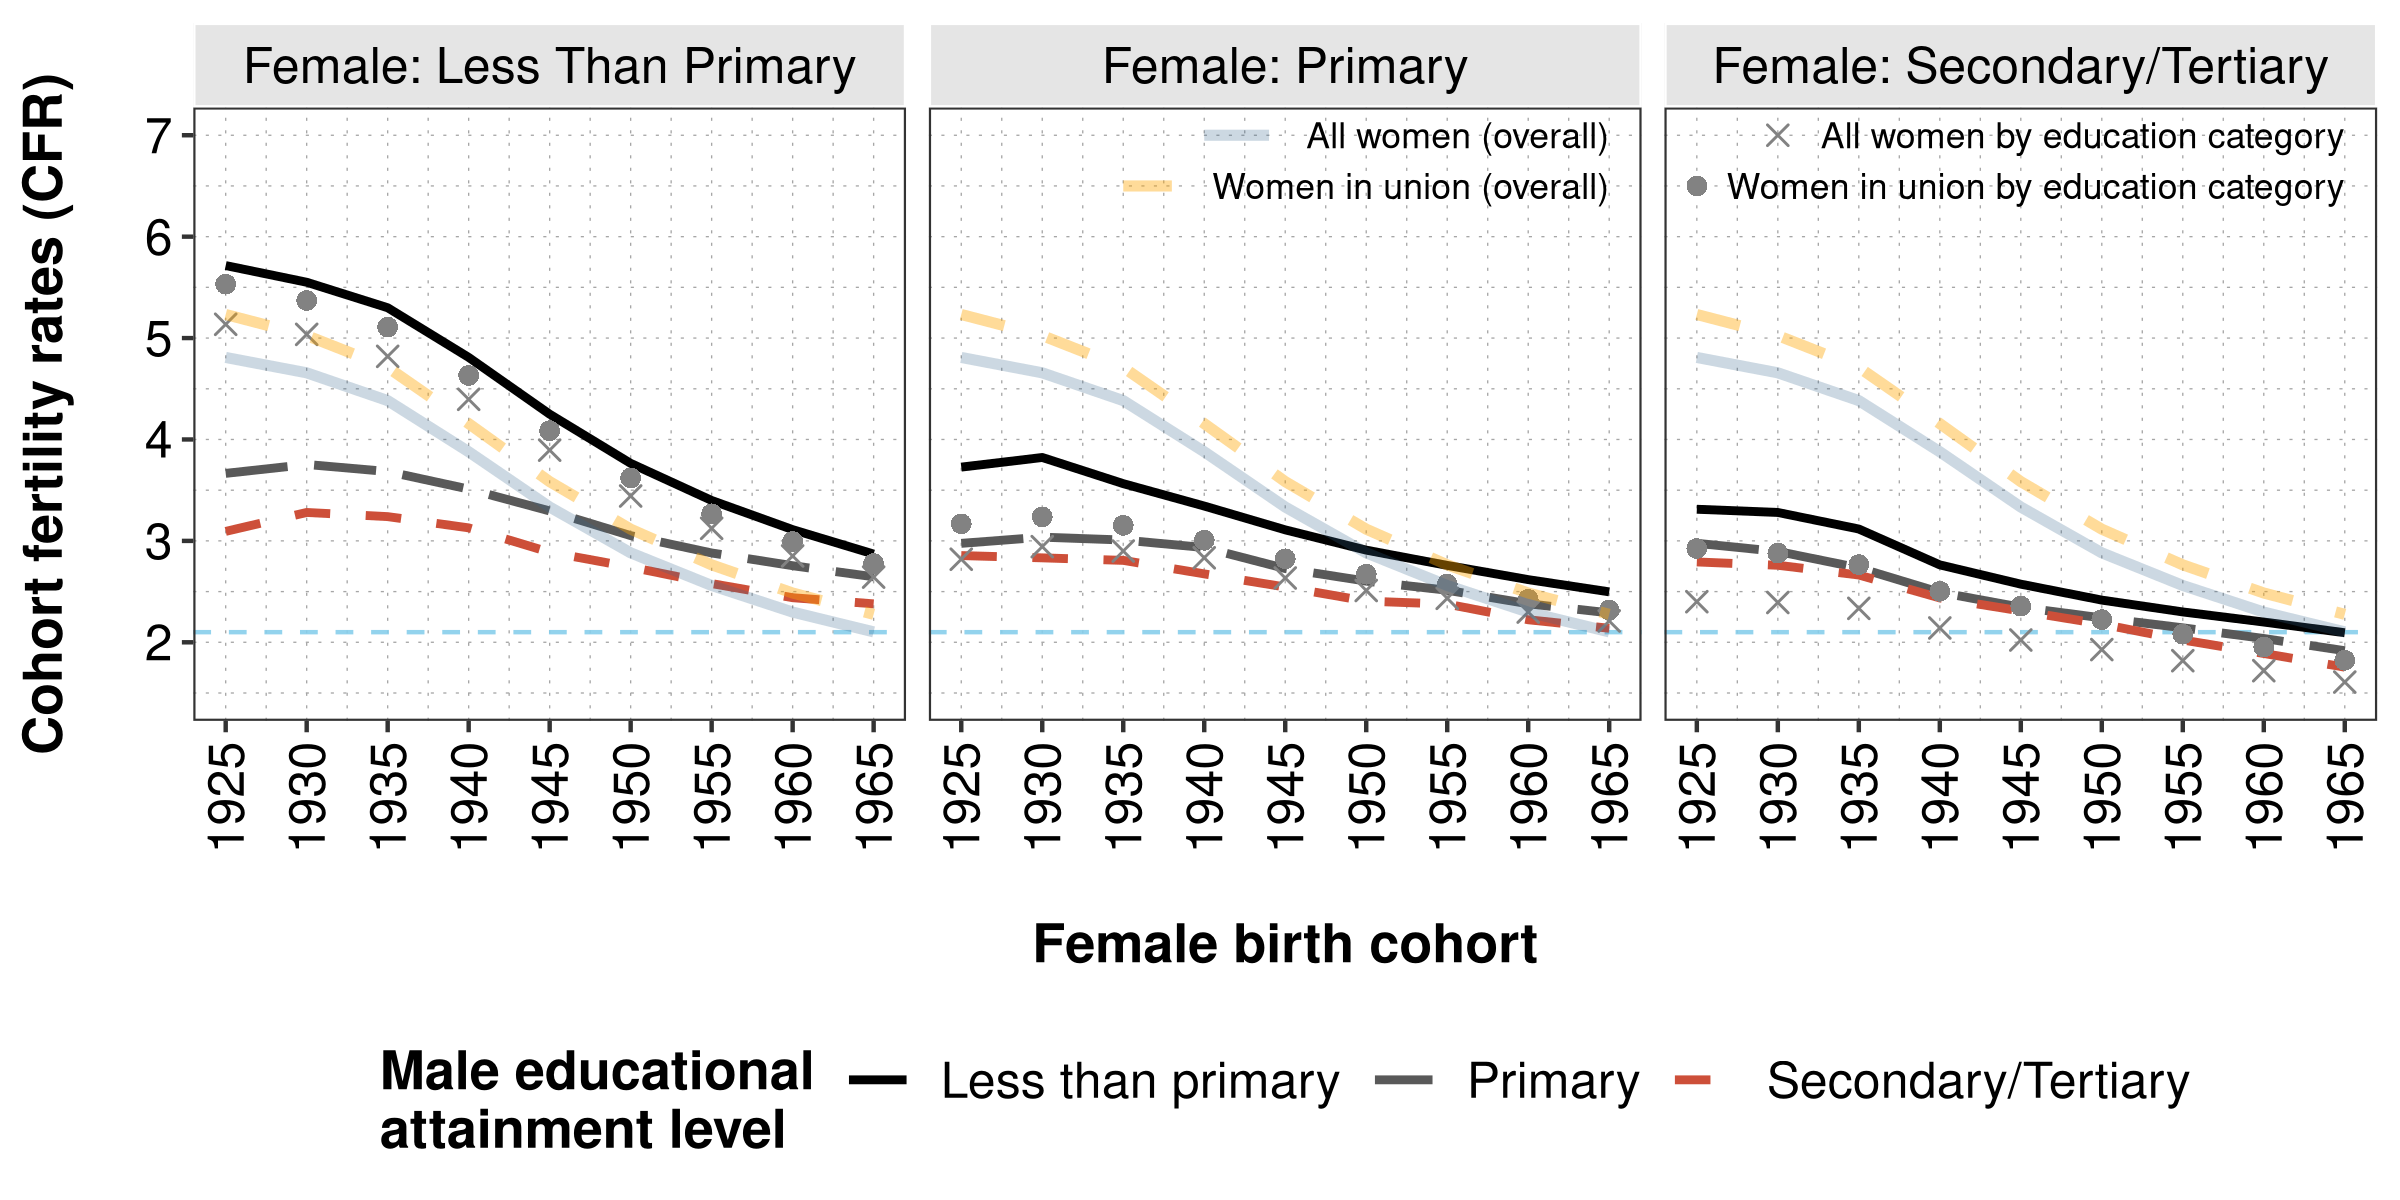 Female: Less Than Primary
Female: Primary
Female: Secondary/Tertiary
Cohort fertility rates (CFR)
7
6
5
4
3
2
All women (overall)
Women in union (overall)
All women by education category
Women in union by education category
1925 1930 1935 1940 1945 1950 1955 1960 1965
1925 1930 1935 1940 1945 1950 1955 1960 1965
1925 1930 1935 1940 1945 1950 1955 1960 1965
Female birth cohort
Male educational
attainment level
Less than primary
Primary
Secondary/Tertiary